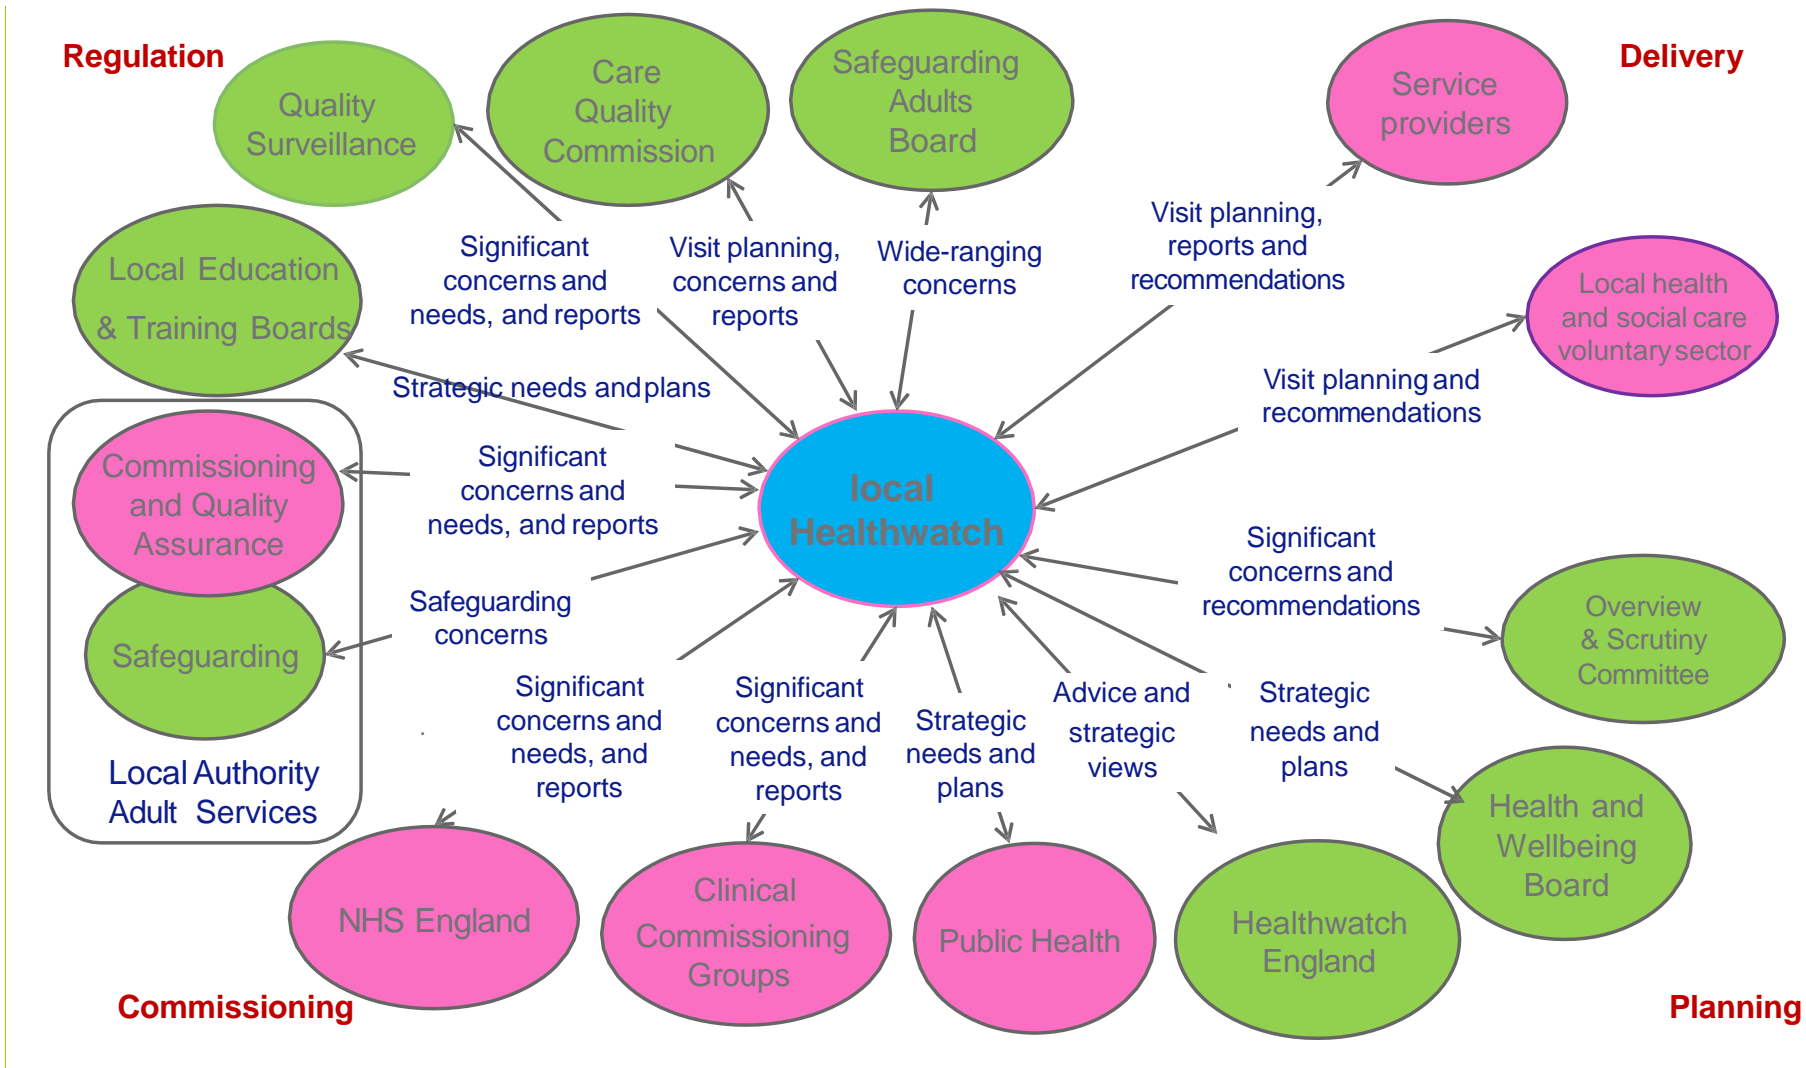 Regulation
Delivery
Quality
Surveillance
Care
Quality
Commission
Safeguarding
Adults
Board
Service
providers
Local Education
& Training Boards
Significant
concerns and
needs, and reports
Visit planning,
concerns and
reports
Wide-ranging
concerns
Visit planning,
reports and
recommendations
Local health
and social care
voluntary sector
Strategic needs and plans
Visit planning and
recommendations
Commissioning
and Quality
Assurance
Significant
concerns and
needs, and reports
local
Healthwatch
Significant
concerns and
recommendations
Safeguarding
Safeguarding
concerns
Overview
& Scrutiny
Committee
Local Authority
Adult Services
Significant
concerns and
needs, and
reports
Significant
concerns and
needs, and
reports
Strategic
needs and
plans
Advice and
strategic
views
Strategic
needs and
plans
Health and
Wellbeing
Board
NHS England
Clinical
Commissioning
Groups
Public Health
Healthwatch
England
Commissioning
Planning